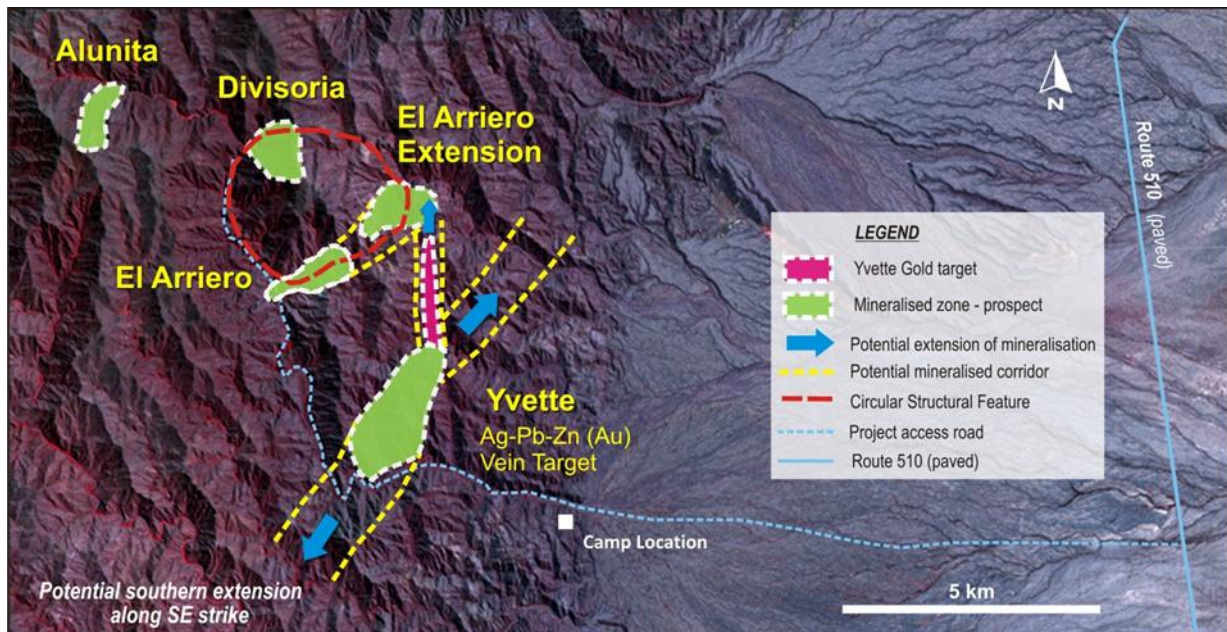 Alunita
Divisoria
El Arriero
Extension
El Arriero
Yvette
Ag-Pb-Zn (Au)
Vein Target
Camp Location
Potential southern extension
along SE strike
N
Route 510 (paved)
LEGEND
Yvette Gold target
Mineralised zone - prospect
Potential extension of mineralisation
Potential mineralised corridor
Circular Structural Feature
Project access road
Route 510 (paved)
5 km